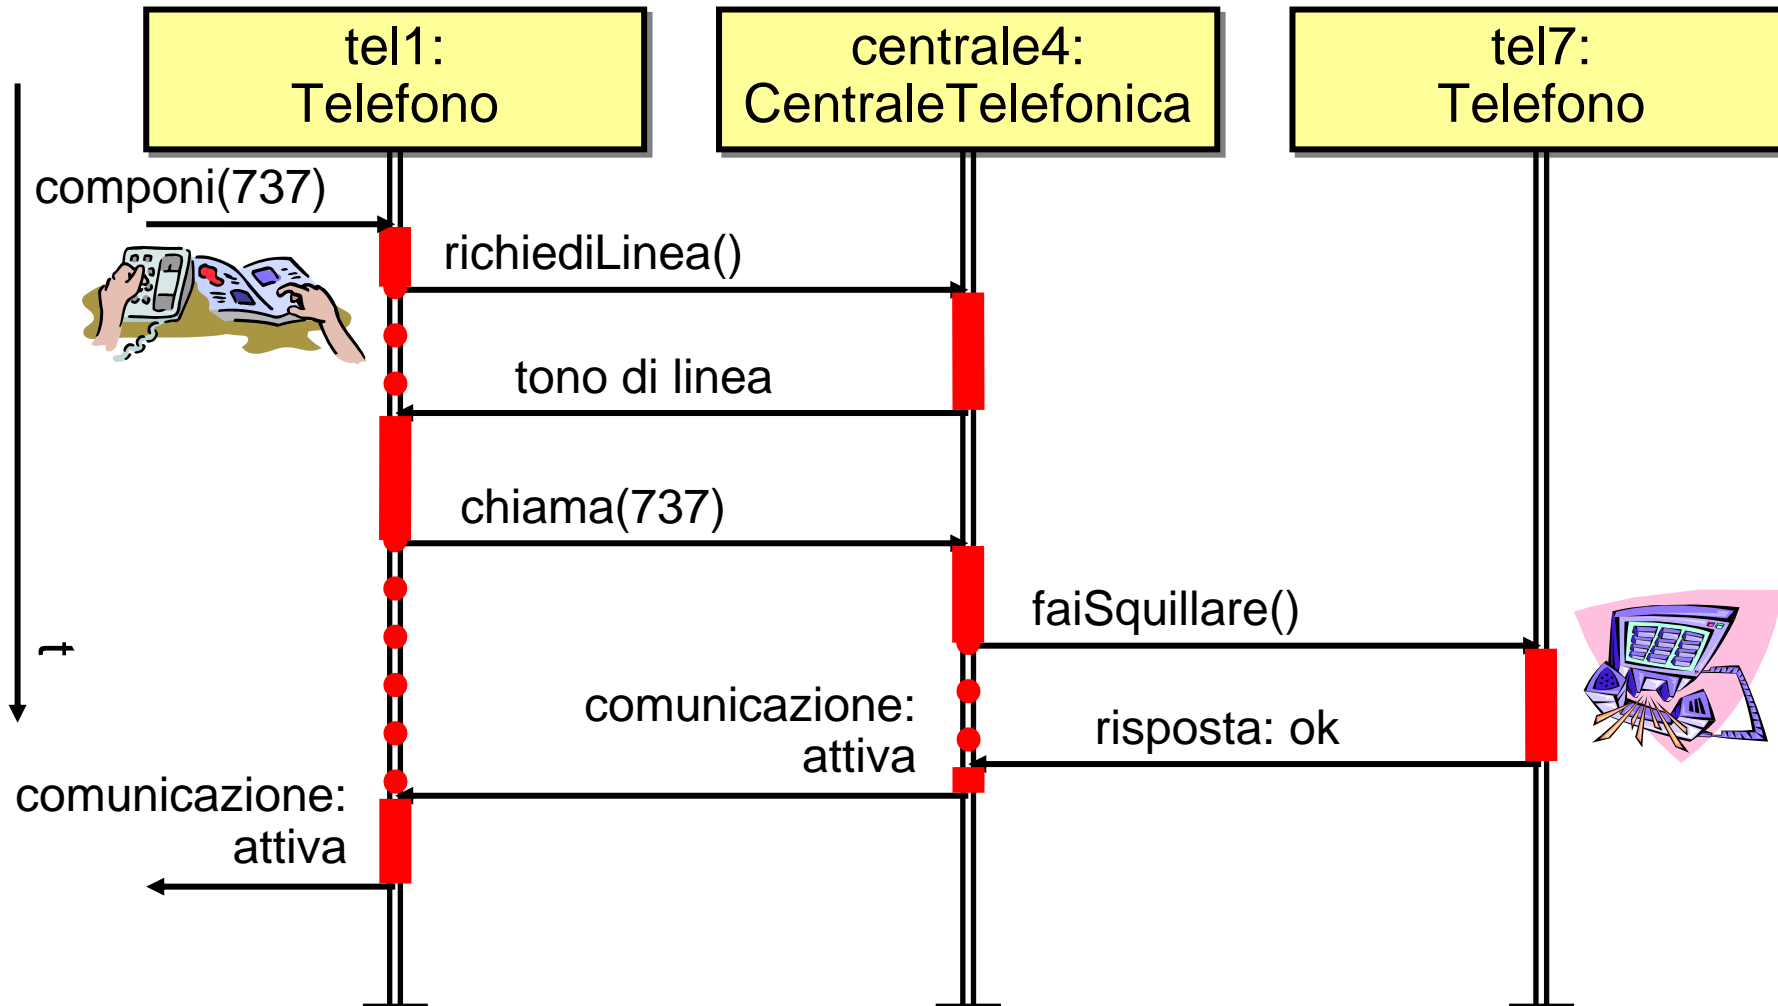 tel1:
Telefono
centrale4:
CentraleTelefonica
tel7:
Telefono
componi(737)
richiediLinea()
tono di linea
chiama(737)
faiSquillare()
t
comunicazione:
attiva
risposta: ok
comunicazione:
attiva